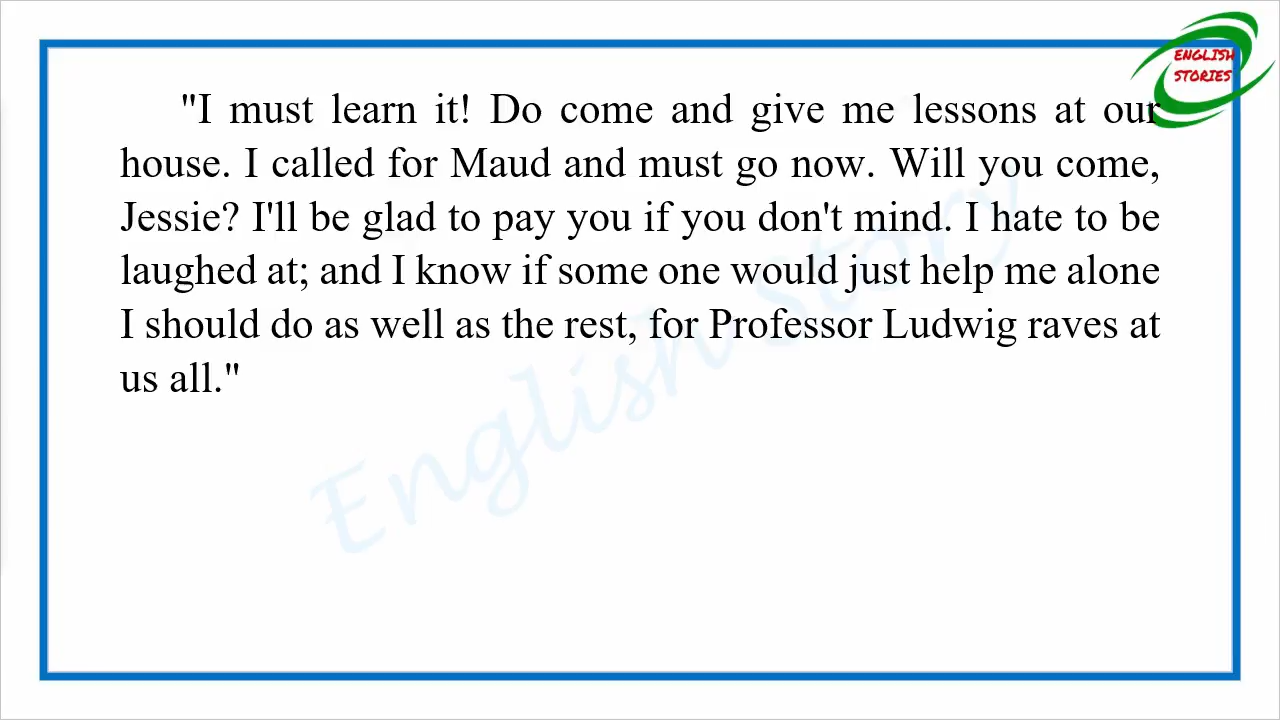 ENGLISH
STORIES
"I must learn it! Do come and give me lessons at our
house. I called for Maud and must go now. Will you come,
Jessie? I'll be glad to pay you if you don't mind. I hate to be
laughed at; and I know if some one would just help me alone
I should do as well as the rest, for Professor Ludwig raves at
us all."
English Story